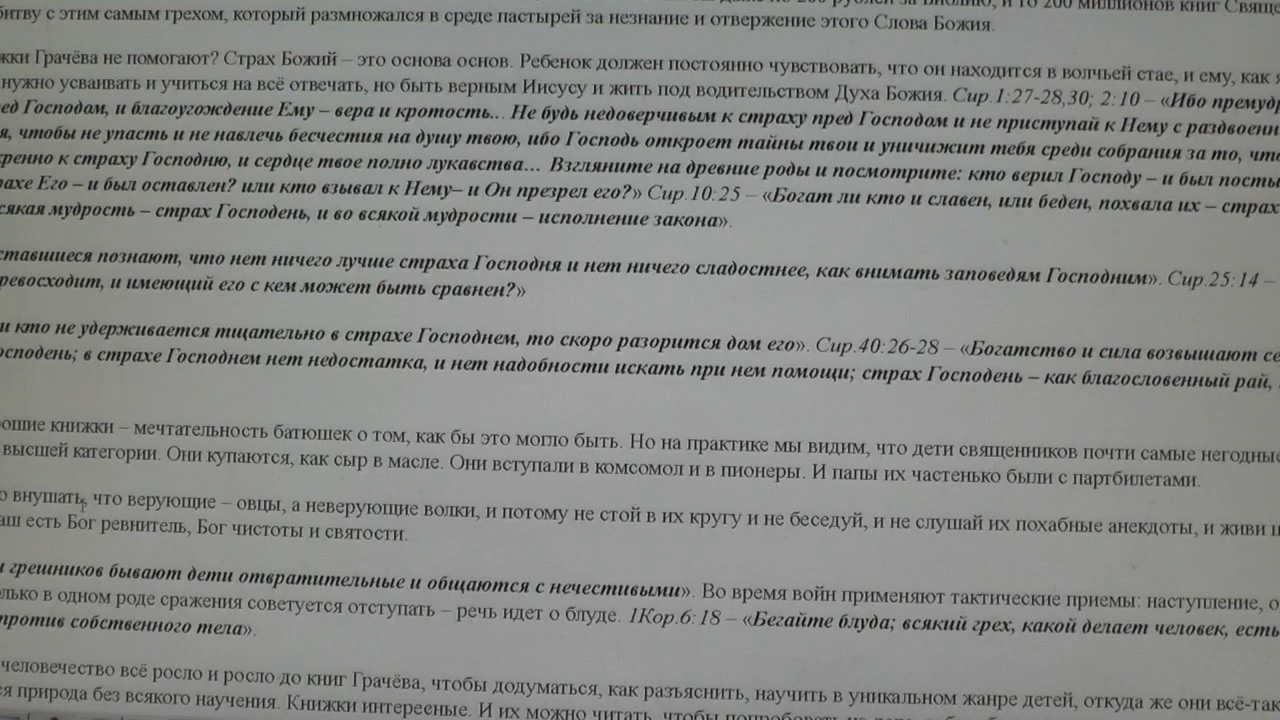 битву с этим самым грехом, который размножался в среде пастырей за незнание и отвержение этого Слова Божия.
жки Грачёва не помогают? Страх Божий – это основа основ. Ребенок должен постоянно чувствовать, что он находится в волчьей стае, и ему, как я
нужно усваивать и учиться на всё отвечать, но быть верным Иисусу и жить под водительством Духа Божия. Сир.1:27-28,30; 2:10 – «Ибо премудр
ед Господом, и благоугождение Ему – вера и кротость... Не будь недоверчивым к страху пред Господом и не приступай к Нему с раздвоенн
я, чтобы не упасть и не навлечь бесчестия на душу твою, ибо Господь откроет тайны твои и уничижит тебя среди собрания за то, что
кренно к страху Господню, и сердце твое полно лукавства... Взгляните на древние роды и посмотрите: кто верил Господу – и был посты
рахе Его – и был оставлен? или кто взывал к Нему– и Он презрел его?» Сир.10:25 – «Богат ли кто и славен, или беден, похвала их – страх
сякая мудрость – страх Господень, и во всякой мудрости – исполнение закона».
ставшиеся познают, что нет ничего лучше страха Господня и нет ничего сладостнее, как внимать заповедям Господним». Сир.25:14 –
ревосходит, и имеющий его с кем может быть сравнен?»
и кто не удерживается тщательно в страхе Господнем, то скоро разорится дом его». Сир.40:26-28 – «Богатство и сила возвышают се
осподень; в страхе Господнем нет недостатка, и нет надобности искать при нем помощи; страх Господень – как благословенный рай,
рошие книжки – мечтательность батюшек о том, как бы это могло быть. Но на практике мы видим, что дети священников почти самые негодные
высшей категории. Они купаются, как сыр в масле. Они вступали в комсомол и в пионеры. И папы их частенько были с партбилетами.
о внушать, что верующие – овцы, а неверующие волки, и потому не стой в их кругу и не беседуй, и не слушай их похабные анекдоты, и живи ц
аш есть Бог ревнитель, Бог чистоты и святости.
и грешников бывают дети отвратительные и общаются с нечестивыми». Во время войн применяют тактические приемы: наступление, о
олько в одном роде сражения советуется отступать – речь идет о блуде. 1Кор.6:18 – «Бегайте блуда; всякий грех, какой делает человек, есть
против собственного тела».
человечество всё росло и росло до книг Грачёва, чтобы додуматься, как разъяснить, научить в уникальном жанре детей, откуда же они всё-так
ся природа без всякого научения. Книжки интересные. И их можно читать, чтобы попробовать